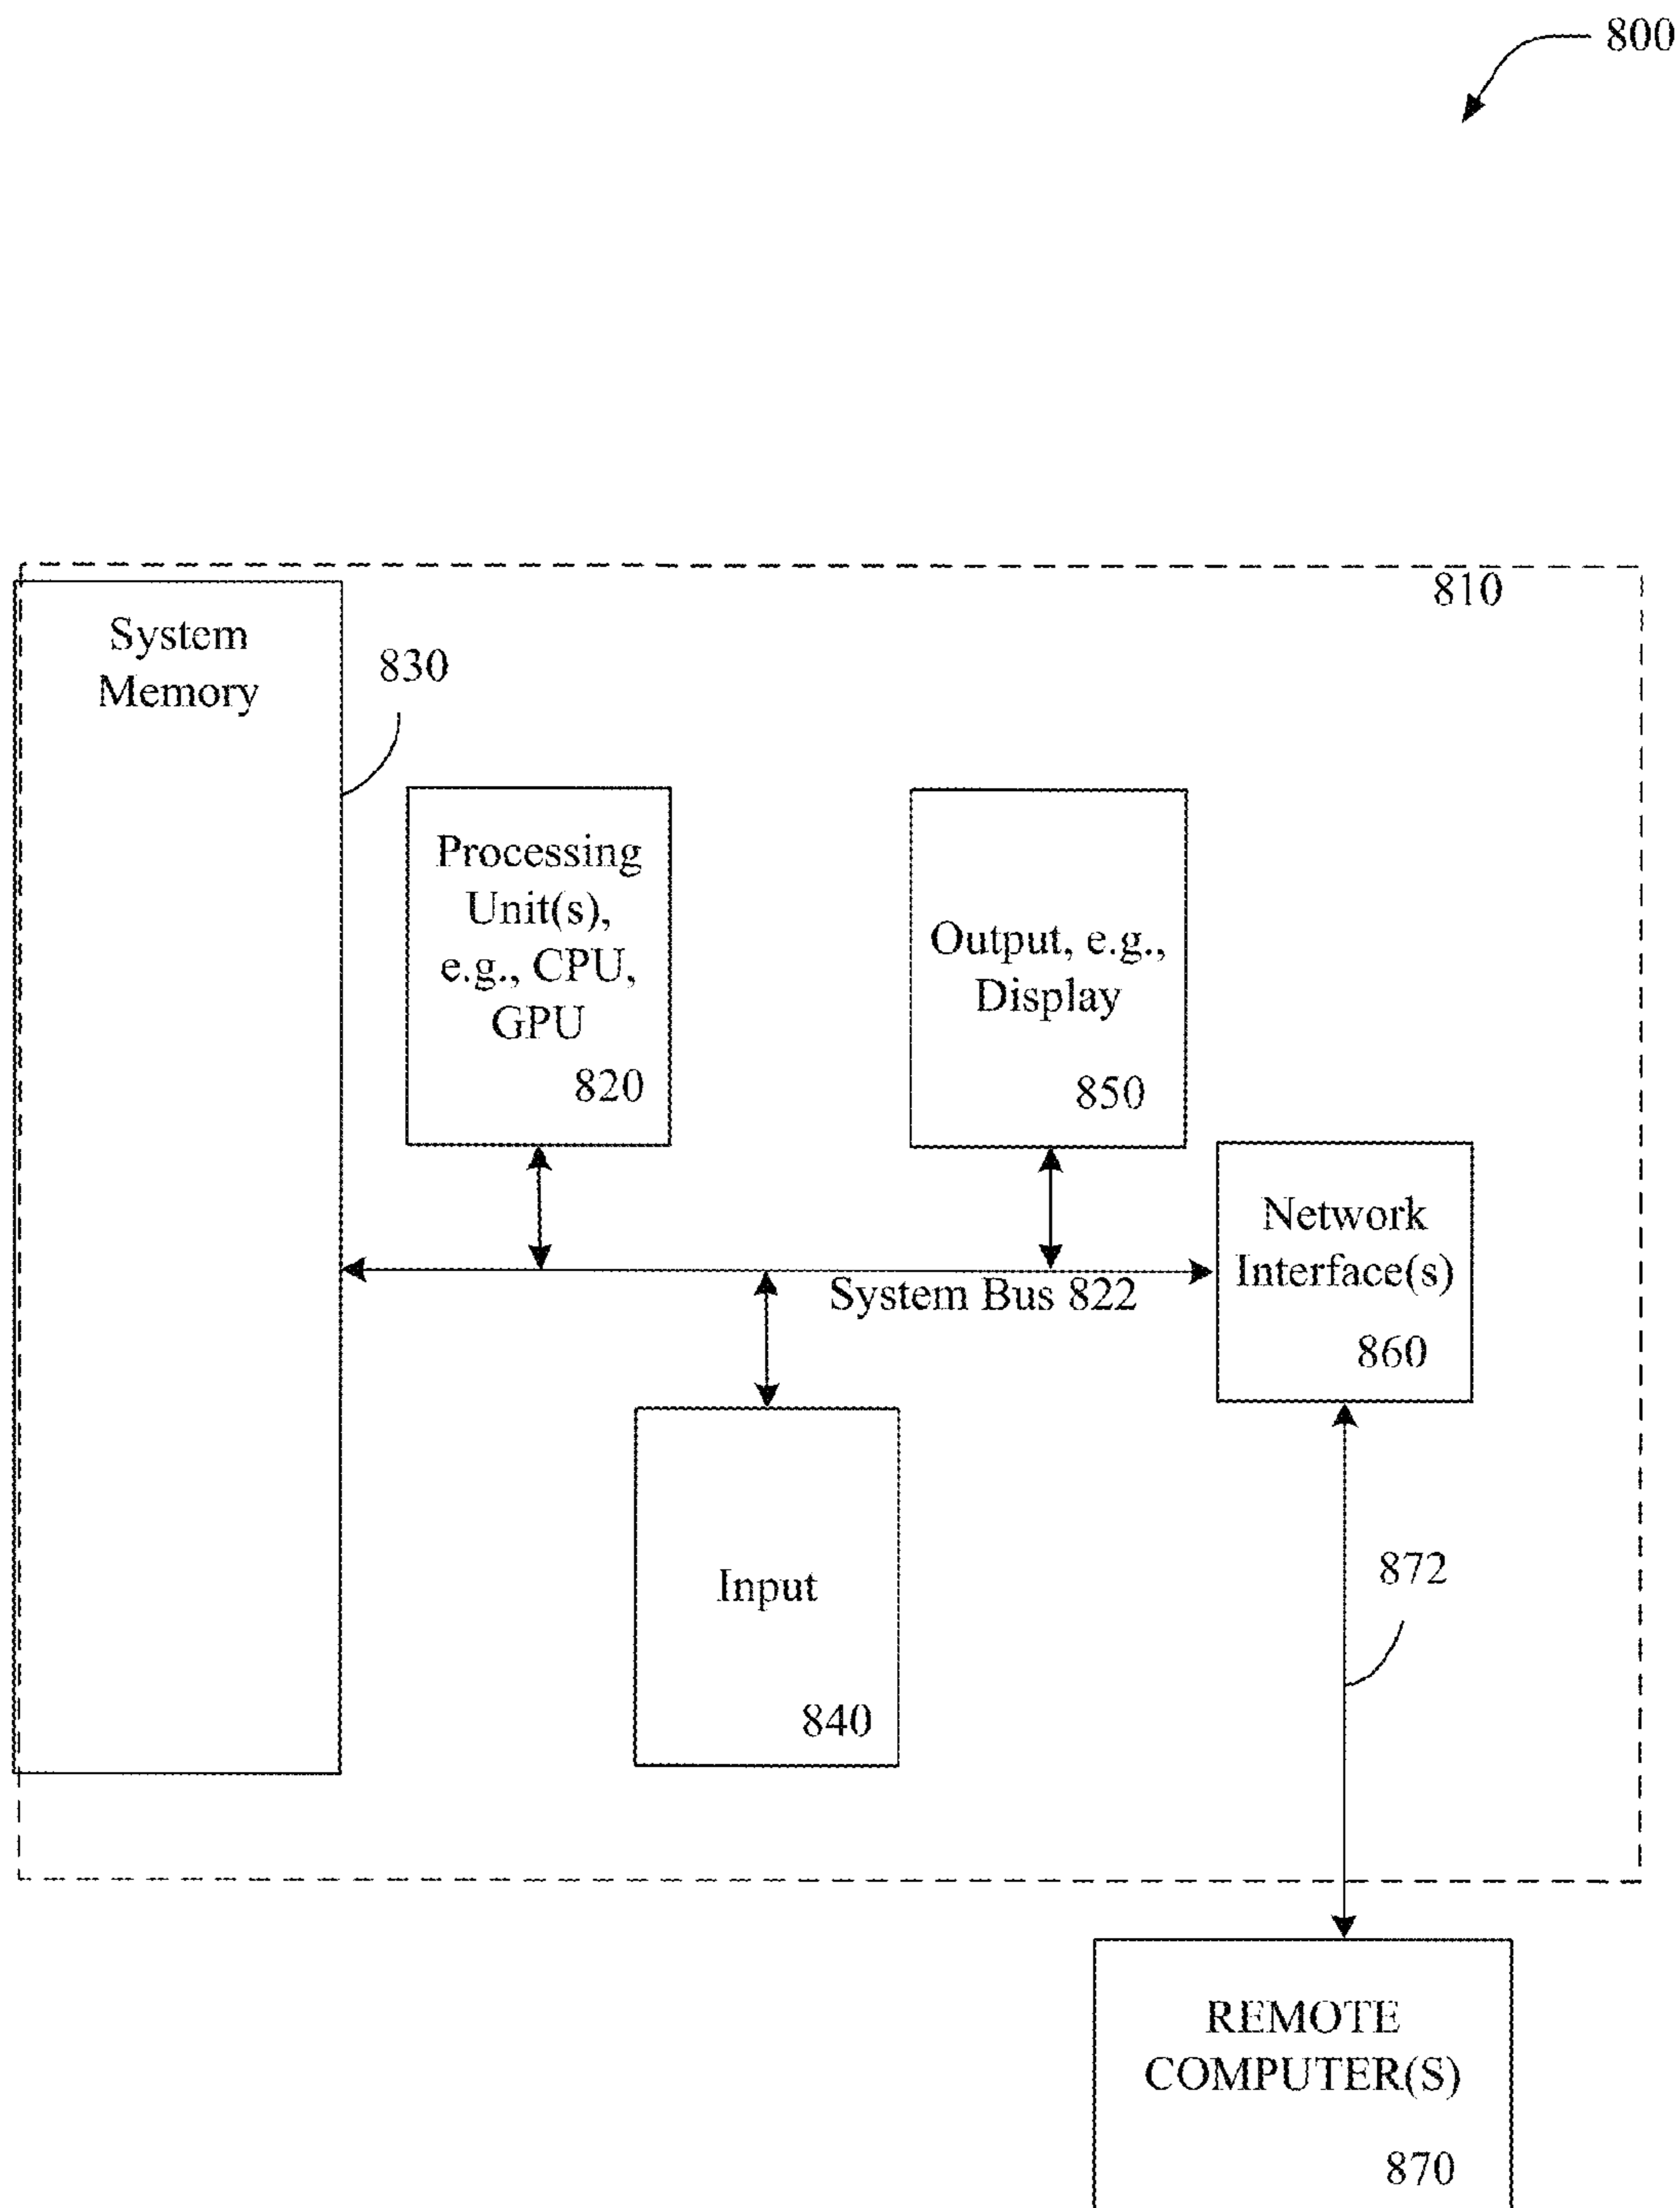 800
810
System
Memory
830
Processing
Unit(s),
e.g., CPU,
GPU
820
Output, e.g.,
Display
850
Network
Interface(s)
860
System Bus 822
Input
840
872
REMOTE
COMPUTER(S)
870